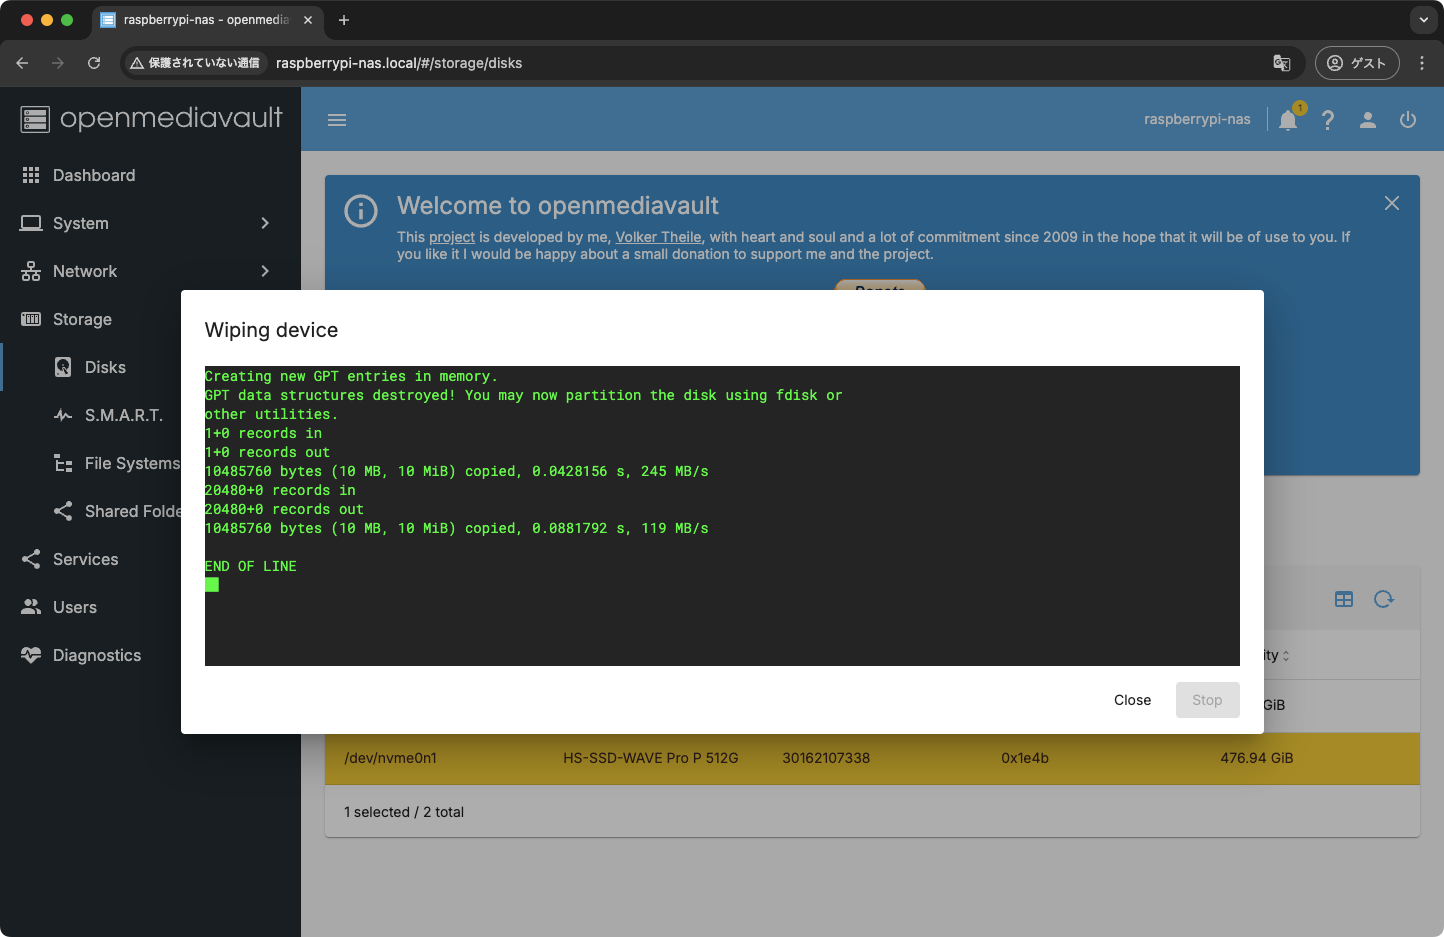 raspberrypi-nas - openmedia
保護されていない通信
raspberrypi-nas.local/#/storage/disks
ゲスト
openmediavault
raspberrypi-nas
1
Dashboard
System
Network
Storage
Disks
S.M.A.R.T.
File Systems
Shared Folde
Services
Users
Diagnostics
Welcome to openmediavault
This project is developed by me, Volker Theile, with heart and soul and a lot of commitment since 2009 in the hope that it will be of use to you. If
you like it I would be happy about a small donation to support me and the project.
Donate
Wiping device
Creating new GPT entries in memory.
GPT data structures destroyed! You may now partition the disk using fdisk or
other utilities.
1+0 records in
1+0 records out
10485760 bytes (10 MB, 10 MiB) copied, 0.0428156 s, 245 MB/s
20480+0 records in
20480+0 records out
10485760 bytes (10 MB, 10 MiB) copied, 0.0881792 s, 119 MB/s
END OF LINE
Close
Stop
ity
GiB
/dev/nvme0n1 HS-SSD-WAVE Pro P 512G 30162107338 0x1e4b 476.94 GiB
1 selected / 2 total